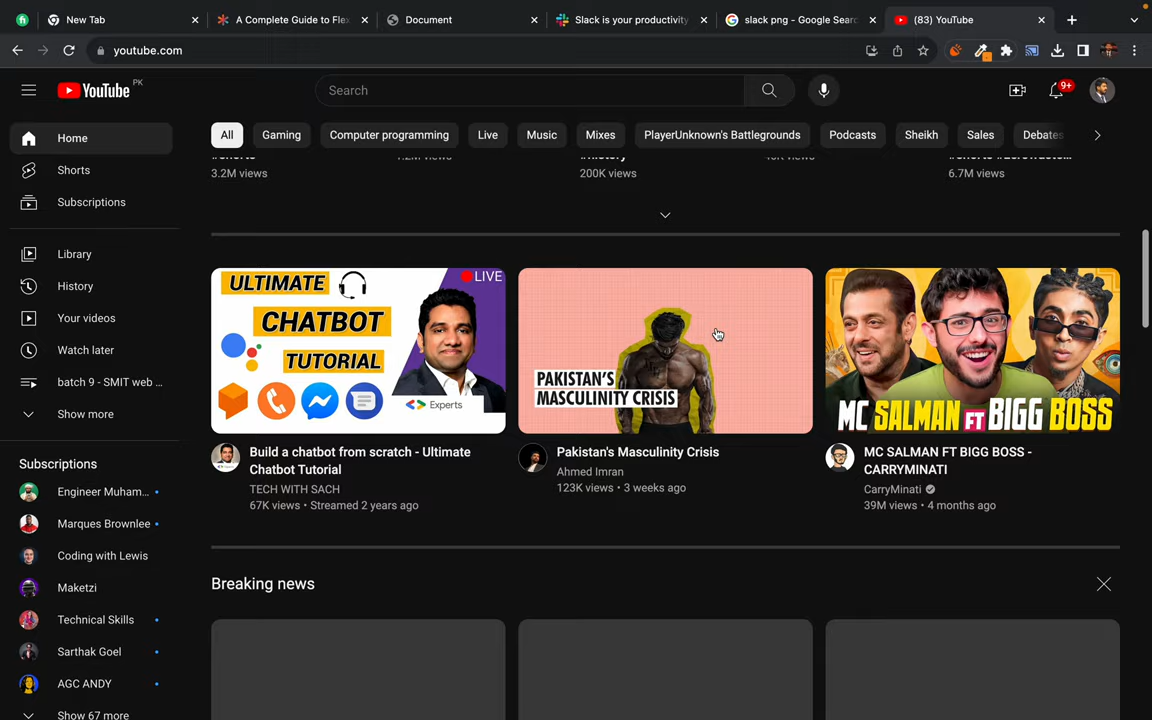 New Tab
A Complete Guide to Flex
Document
Slack is your productivity
slack png - Google Sear
(83) YouTube
youtube.com
YouTube PK
Search
9+
Home
Shorts
Subscriptions
Library
History
Your videos
Watch later
batch 9 - SMIT web ...
Show more
Subscriptions
Engineer Muham...
Marques Brownlee
Coding with Lewis
Maketzi
Technical Skills
Sarthak Goel
AGC ANDY
Show 67 more
All
Gaming
Computer programming
Live
Music
Mixes
PlayerUnknown's Battlegrounds
Podcasts
Sheikh
Sales
Debates
3.2M views
200K views
6.7M views
ULTIMATE
LIVE
CHATBOT
TUTORIAL
Experts
PAKISTAN'S
MASCULINITY CRISIS
MC SALMAN FT BIGG BOSS
Build a chatbot from scratch - Ultimate
Chatbot Tutorial
TECH WITH SACH
67K views • Streamed 2 years ago
Pakistan's Masculinity Crisis
Ahmed Imran
123K views • 3 weeks ago
MC SALMAN FT BIGG BOSS -
CARRYMINATI
CarryMinati
39M views • 4 months ago
Breaking news